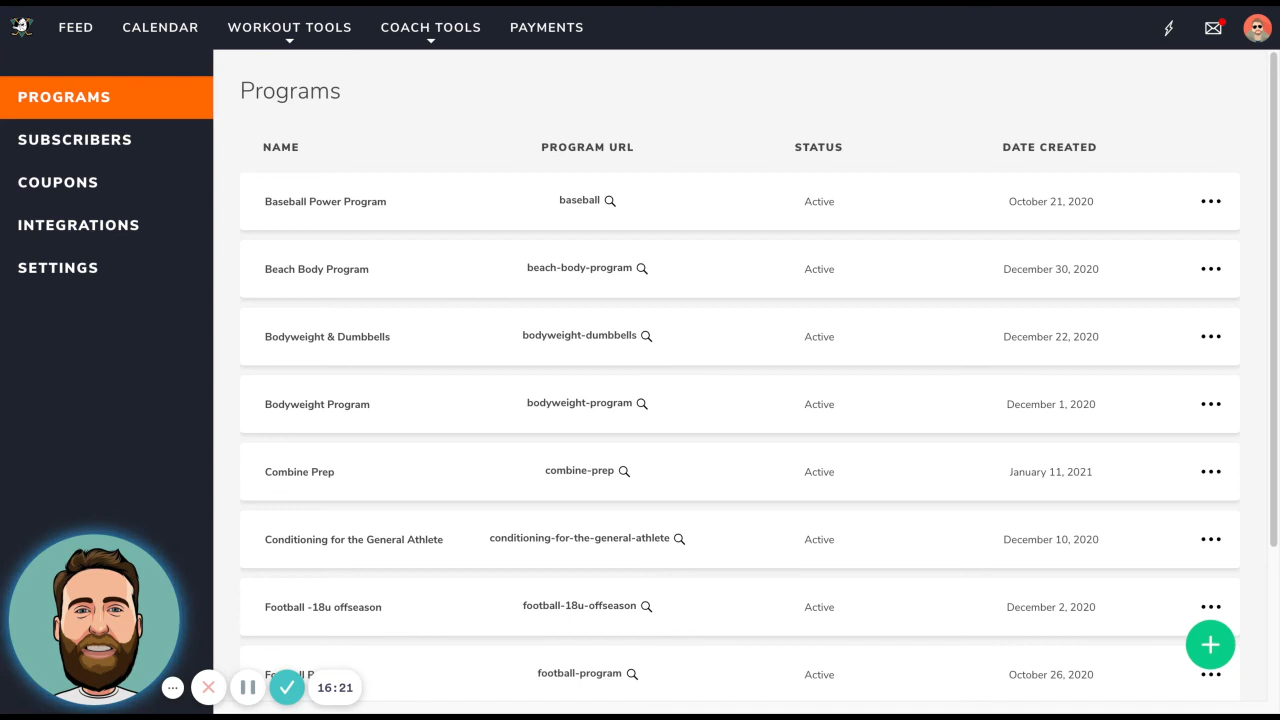 FEED CALENDAR WORKOUT TOOLS COACH TOOLS PAYMENTS
PROGRAMS
SUBSCRIBERS
COUPONS
INTEGRATIONS
SETTINGS
Programs
NAME PROGRAM URL STATUS DATE CREATED
Baseball Power Program baseball Active October 21, 2020
Beach Body Program beach-body-program Active December 30, 2020
Bodyweight & Dumbbells bodyweight-dumbbells Active December 22, 2020
Bodyweight Program bodyweight-program Active December 1, 2020
Combine Prep combine-prep Active January 11, 2021
Conditioning for the General Athlete conditioning-for-the-general-athlete Active December 10, 2020
Football -18u offseason football-18u-offseason Active December 2, 2020
football-program Active October 26, 2020
16:21